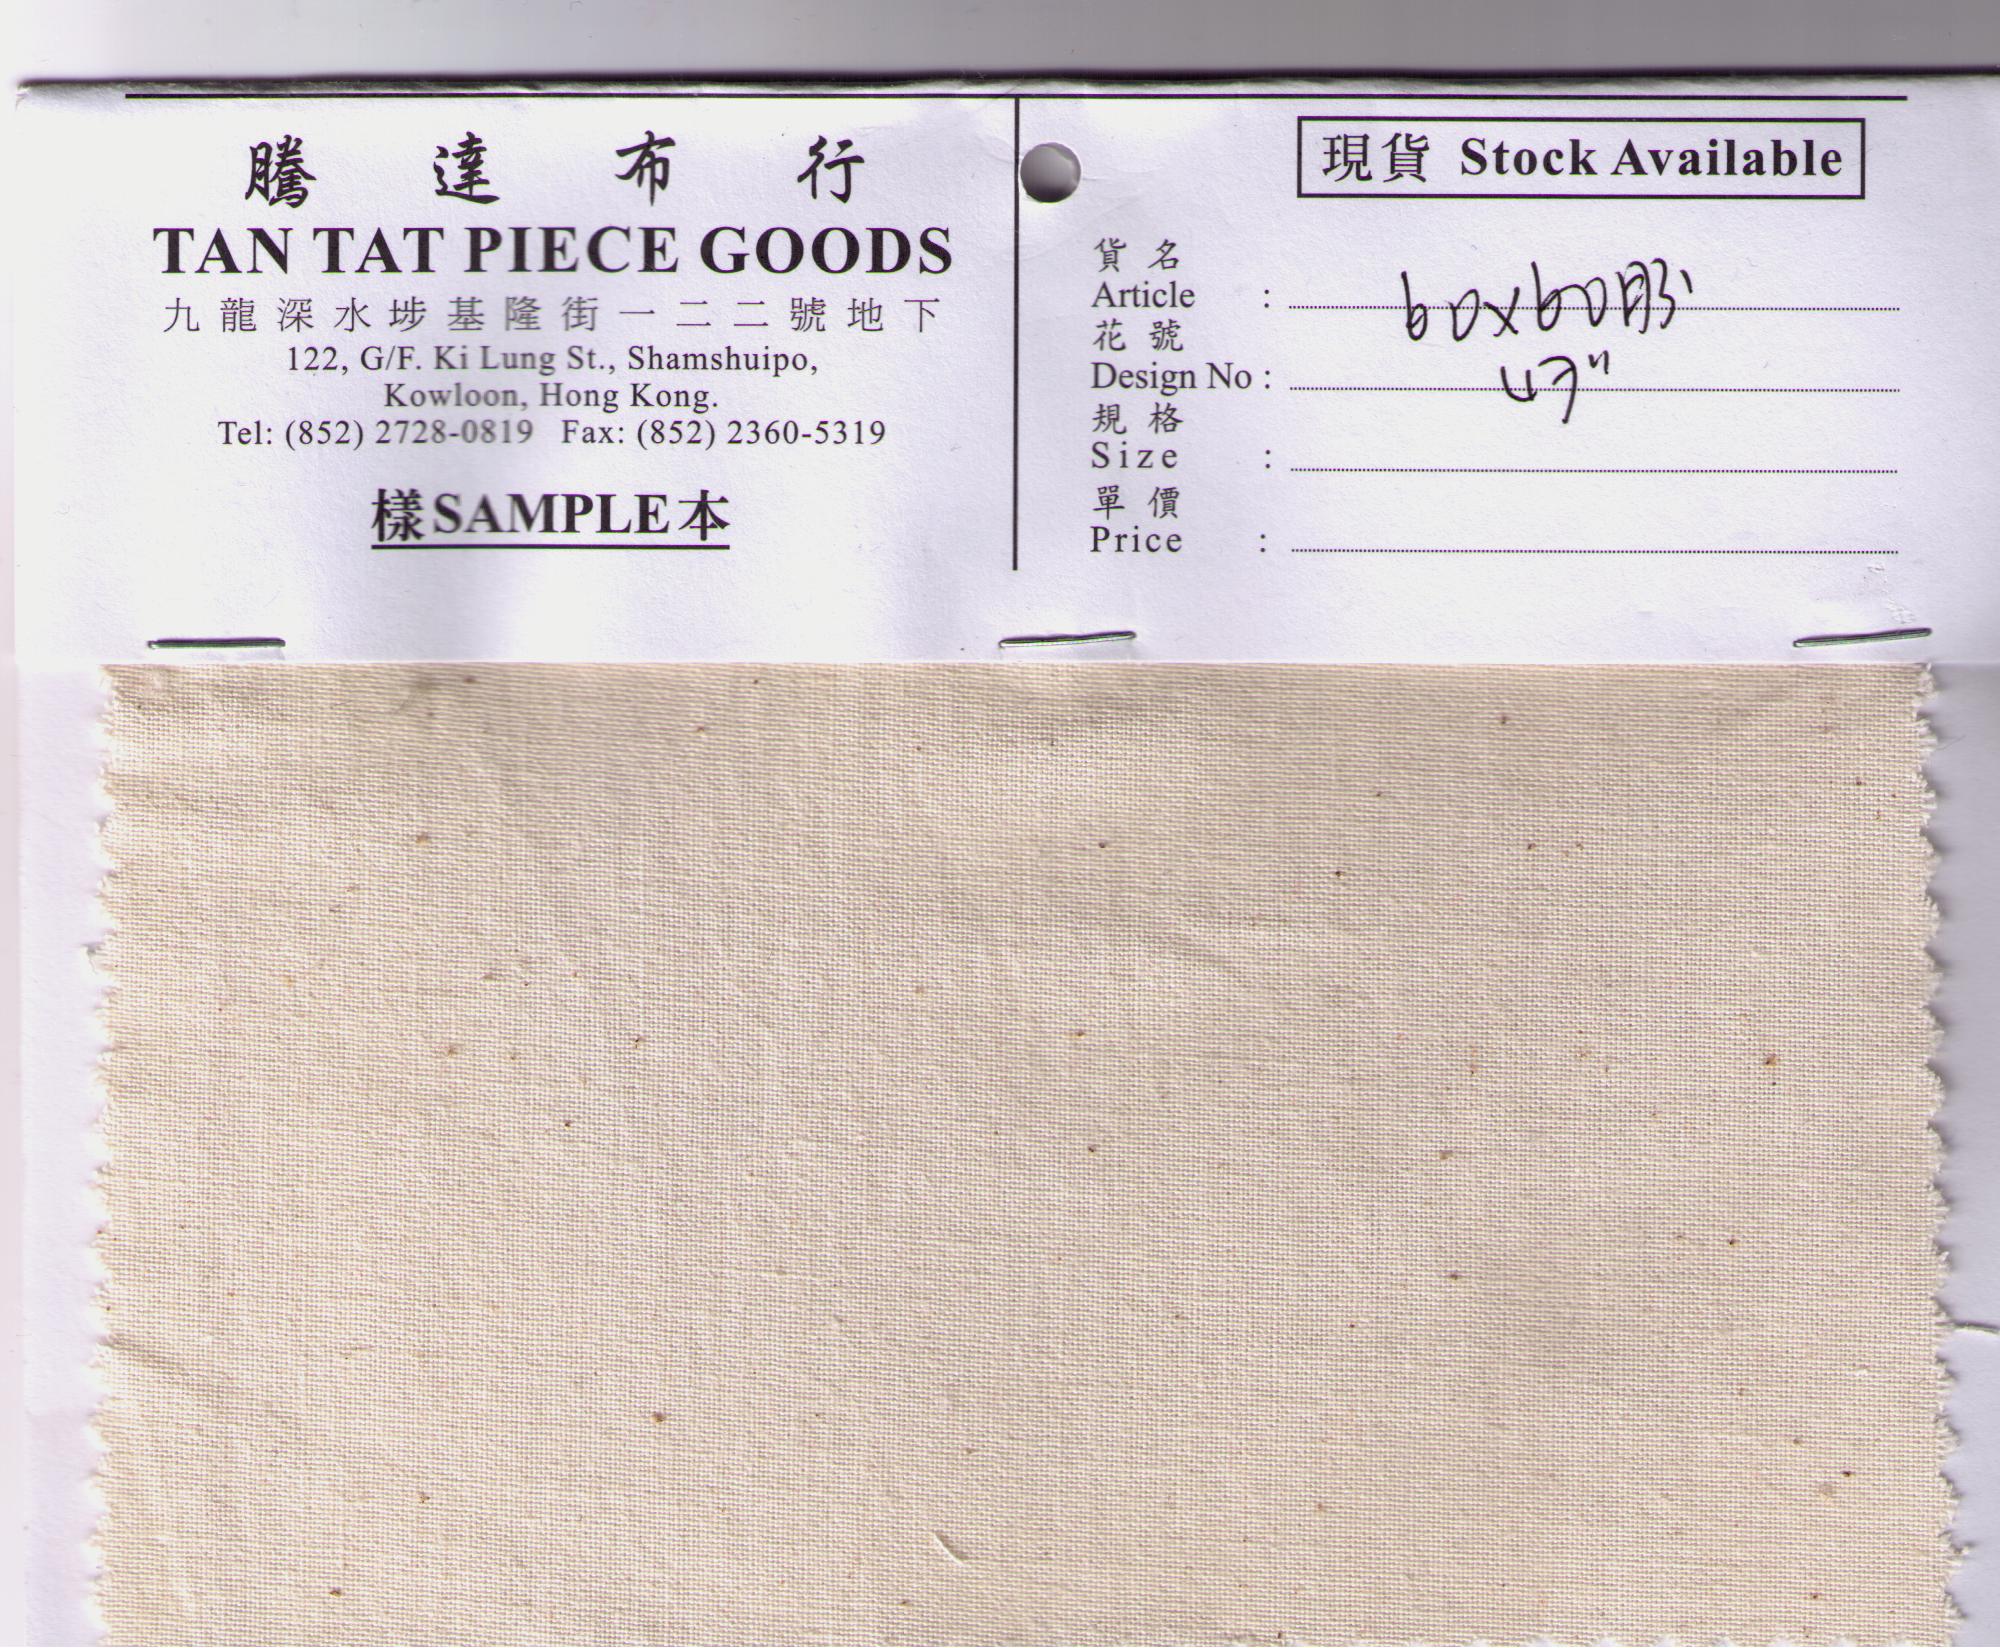 騰達布行
TAN TAT PIECE GOODS
九龍深水埗基隆街一二二號地下
122, G/F. Ki Lung St., Shamshuipo,
Kowloon, Hong Kong.
Tel: (852) 2728-0819 Fax: (852) 2360-5319
樣SAMPLE本
現貨 Stock Available
貨名
Article : 60x60
花號
Design No : 47"
規格
Size :
單價
Price :